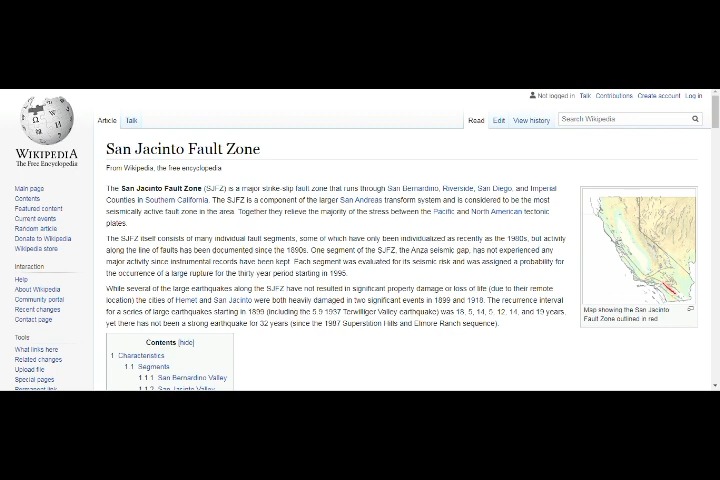 Not logged in Talk Contributions Create account Log in
Article Talk Read Edit View history Search Wikipedia
WIKIPEDIA
The Free Encyclopedia
Main page
Contents
Featured content
Current events
Random article
Donate to Wikipedia
Wikipedia store
Interaction
Help
About Wikipedia
Community portal
Recent changes
Contact page
Tools
What links here
Related changes
Upload file
Special pages
Permanent link
San Jacinto Fault Zone
From Wikipedia, the free encyclopedia
The San Jacinto Fault Zone (SJFZ) is a major strike-slip fault zone that runs through San Bernardino, Riverside, San Diego, and Imperial
Counties in Southern California. The SJFZ is a component of the larger San Andreas transform system and is considered to be the most
seismically active fault zone in the area. Together they relieve the majority of the stress between the Pacific and North American tectonic
plates.
The SJFZ itself consists of many individual fault segments, some of which have only been individualized as recently as the 1980s, but activity
along the line of faults has been documented since the 1890s. One segment of the SJFZ, the Anza seismic gap, has not experienced any
major activity since instrumental records have been kept. Each segment was evaluated for its seismic risk and was assigned a probability for
the occurrence of a large rupture for the thirty year period starting in 1995.
While several of the large earthquakes along the SJFZ have not resulted in significant property damage or loss of life (due to their remote
location) the cities of Hemet and San Jacinto were both heavily damaged in two significant events in 1899 and 1918. The recurrence interval
for a series of large earthquakes starting in 1899 (including the 5.9 1937 Terwilliger Valley earthquake) was 18, 5, 14, 5, 12, 14, and 19 years,
yet there has not been a strong earthquake for 32 years (since the 1987 Superstition Hills and Elmore Ranch sequence).
Map showing the San Jacinto
Fault Zone outlined in red
Contents [hide]
1 Characteristics
1.1 Segments
1.1.1 San Bernardino Valley
1.1.2 San Jacinto Valley